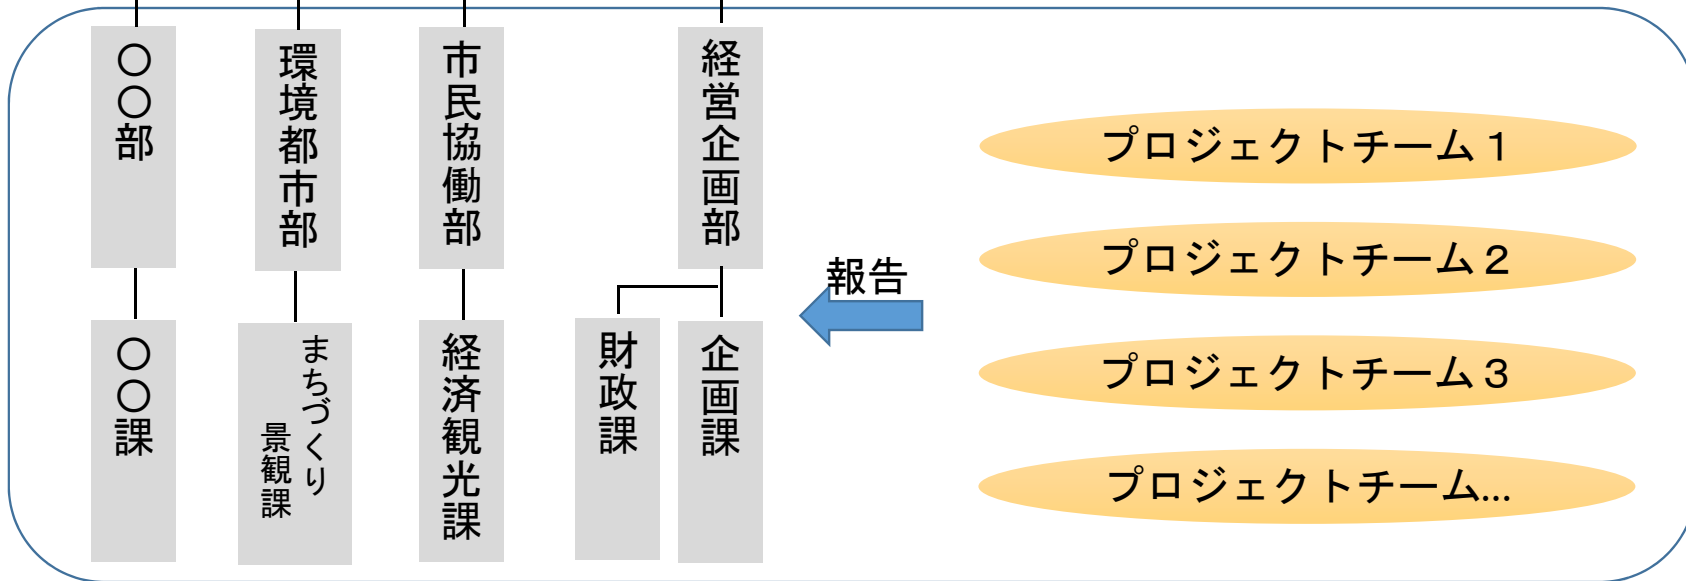 〇〇部
環境都市部
市民協働部
経営企画部
〇〇課
まちづくり
景観課
経済観光課
財政課
企画課
報告
プロジェクトチーム１
プロジェクトチーム２
プロジェクトチーム３
プロジェクトチーム…